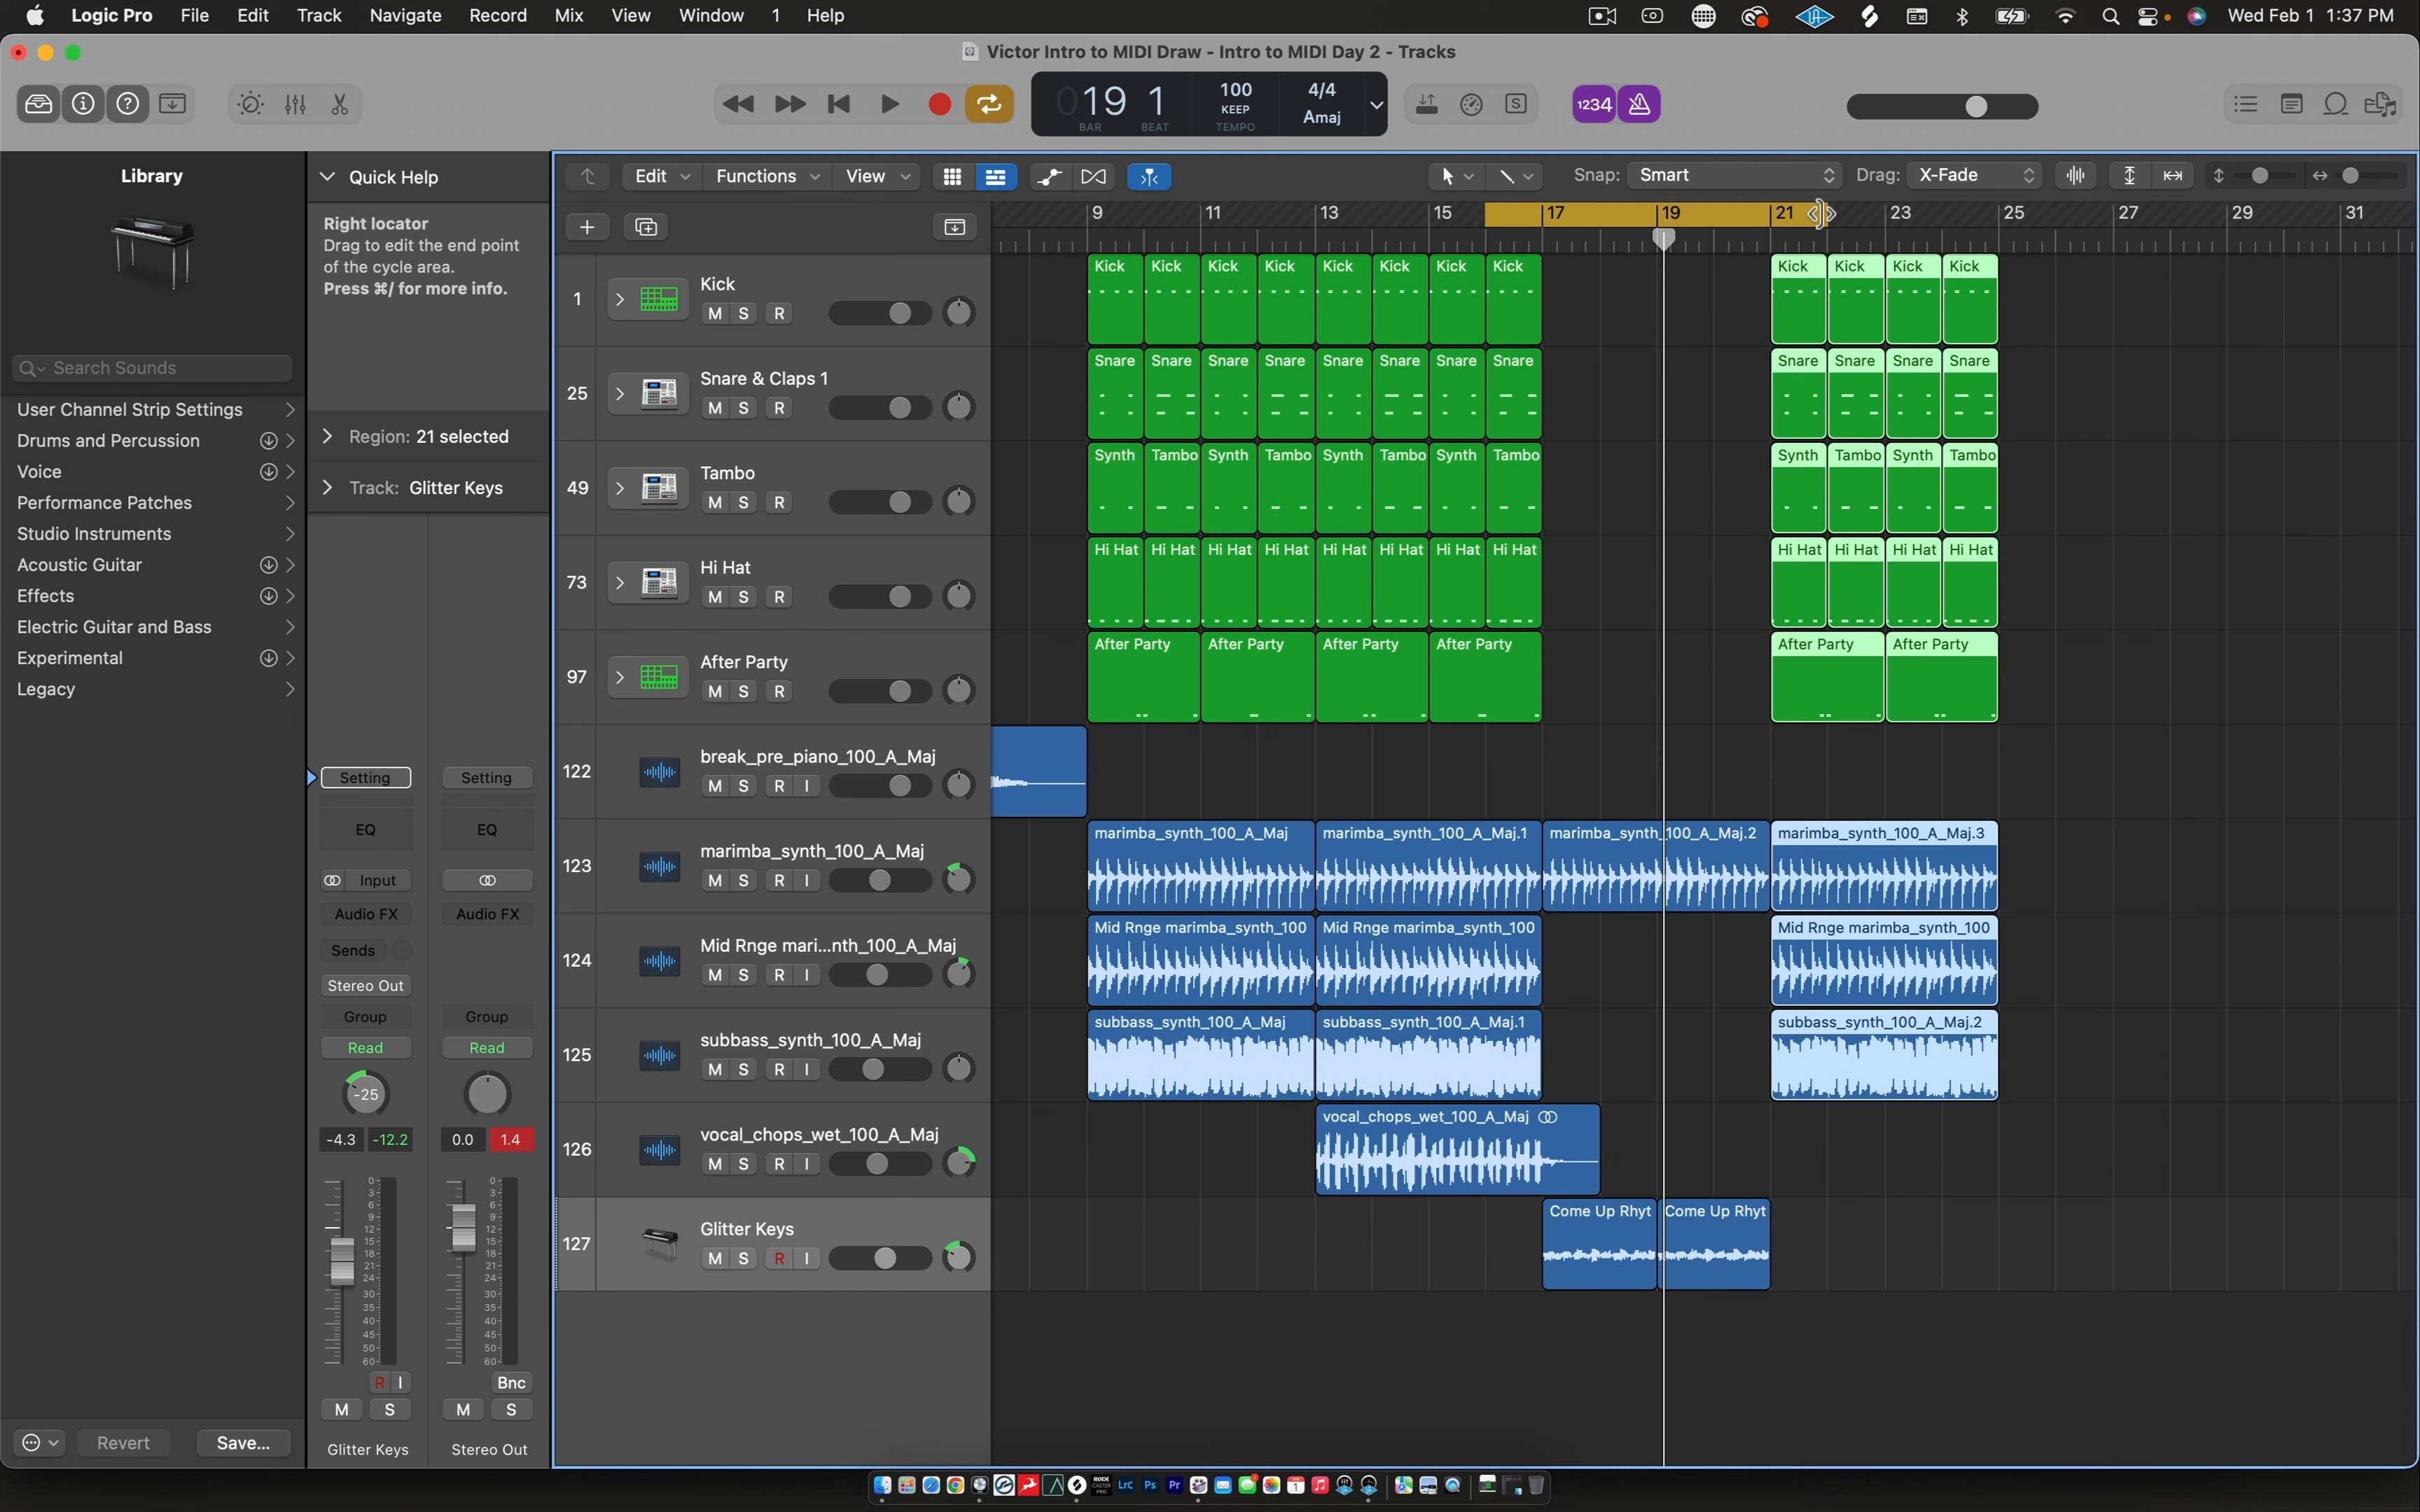 Logic Pro File Edit Track Navigate Record Mix View Window 1 Help
Wed Feb 1 1:37 PM
Victor Intro to MIDI Draw - Intro to MIDI Day 2 - Tracks
019 1
BAR BEAT
100
KEEP
TEMPO
4/4
Amaj
1234
Library
Search Sounds
User Channel Strip Settings
Drums and Percussion
Voice
Performance Patches
Studio Instruments
Acoustic Guitar
Effects
Electric Guitar and Bass
Experimental
Legacy
Revert Save...
Quick Help
Right locator
Drag to edit the end point
of the cycle area.
Press ⌘/ for more info.
Region: 21 selected
Track: Glitter Keys
Setting Setting
EQ EQ
Input
Audio FX Audio FX
Sends
Stereo Out
Group Group
Read Read
-25
-4.3 -12.2 0.0 1.4
R I Bnc
M S M S
Glitter Keys Stereo Out
Edit Functions View
Snap: Smart Drag: X-Fade
9 11 13 15 17 19 21 23 25 27 29 31
1 Kick
M S R
Kick Kick Kick Kick Kick Kick Kick Kick Kick Kick Kick Kick
25 Snare & Claps 1
M S R
Snare Snare Snare Snare Snare Snare Snare Snare Snare Snare Snare Snare
49 Tambo
M S R
Synth Tambo Synth Tambo Synth Tambo Synth Tambo Synth Tambo Synth Tambo
73 Hi Hat
M S R
Hi Hat Hi Hat Hi Hat Hi Hat Hi Hat Hi Hat Hi Hat Hi Hat Hi Hat Hi Hat Hi Hat Hi Hat
97 After Party
M S R
After Party After Party After Party After Party After Party After Party
122 break_pre_piano_100_A_Maj
M S R I
123 marimba_synth_100_A_Maj
M S R I
marimba_synth_100_A_Maj marimba_synth_100_A_Maj.1 marimba_synth_100_A_Maj.2 marimba_synth_100_A_Maj.3
124 Mid Rnge mari...nth_100_A_Maj
M S R I
Mid Rnge marimba_synth_100 Mid Rnge marimba_synth_100 Mid Rnge marimba_synth_100
125 subbass_synth_100_A_Maj
M S R I
subbass_synth_100_A_Maj subbass_synth_100_A_Maj.1 subbass_synth_100_A_Maj.2
126 vocal_chops_wet_100_A_Maj
M S R I
vocal_chops_wet_100_A_Maj
127 Glitter Keys
M S R I
Come Up Rhyt Come Up Rhyt
LrC Ps Pr